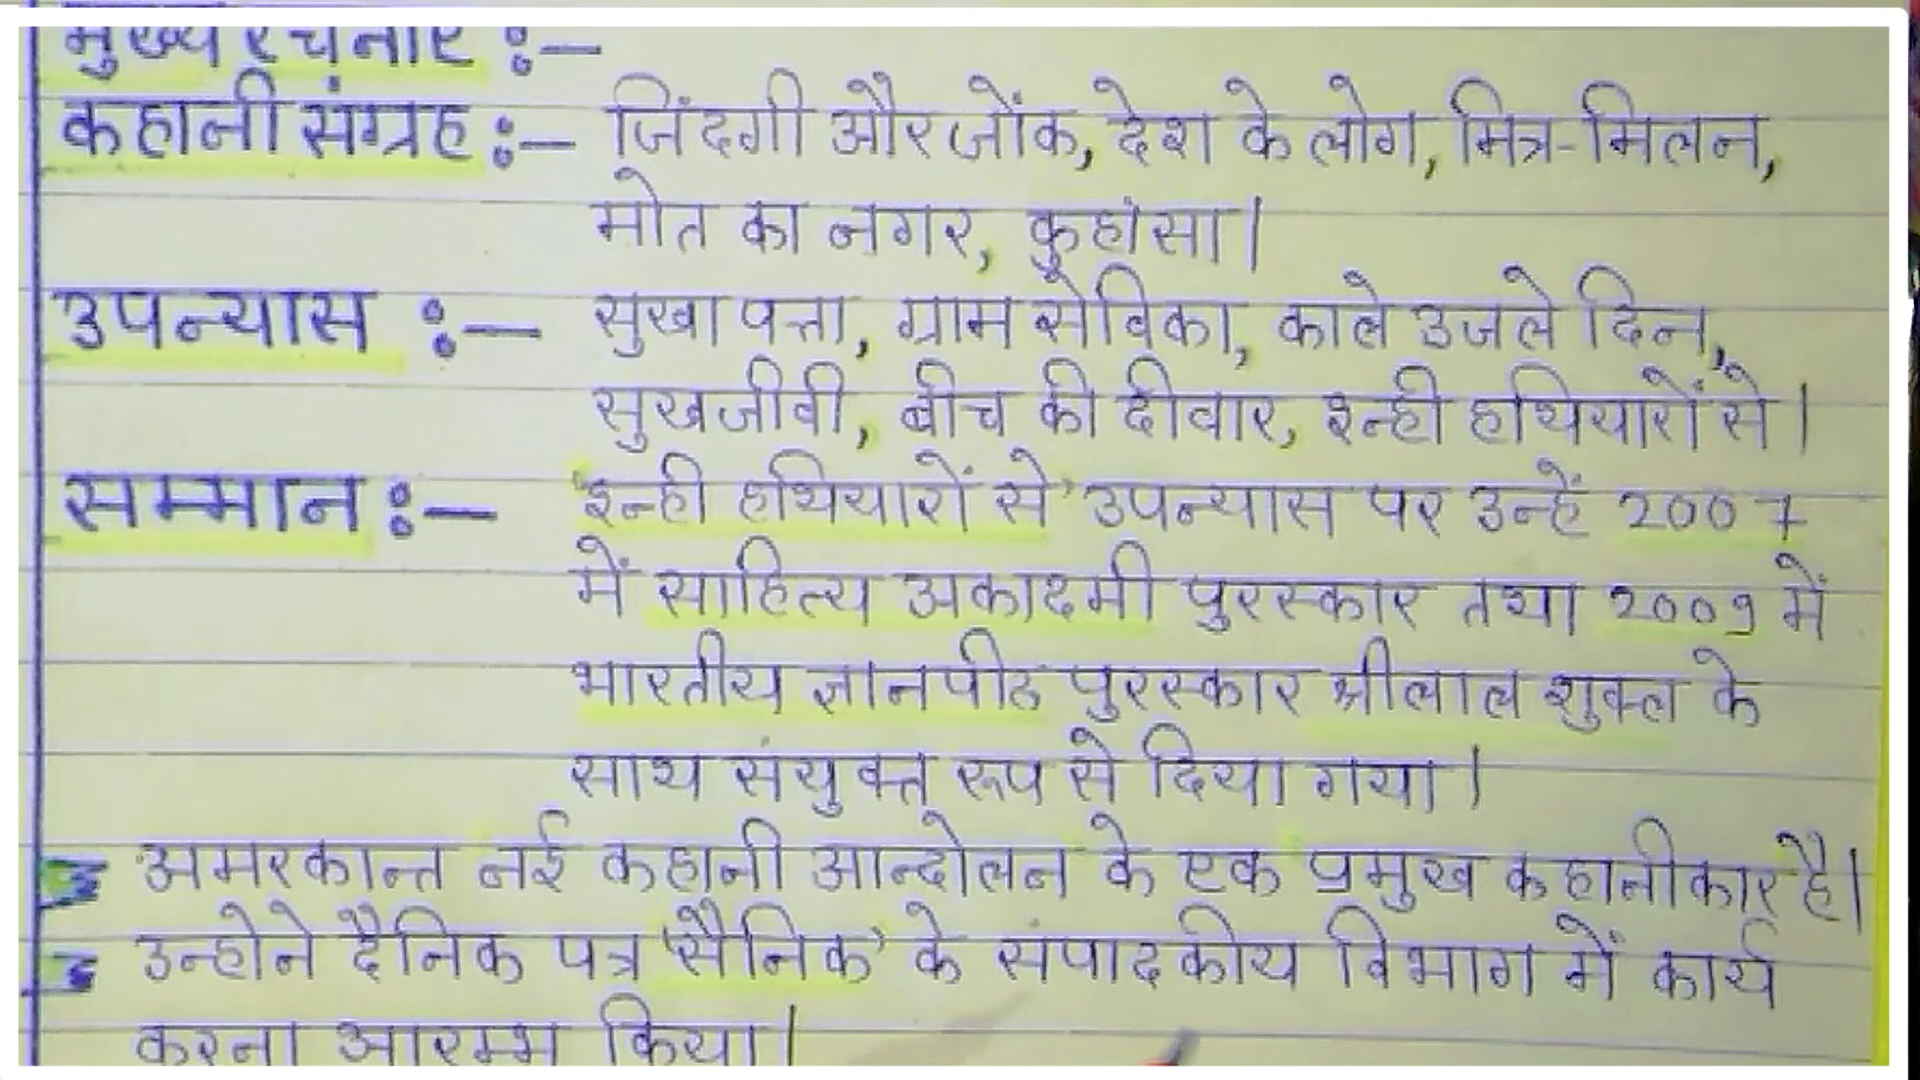 मुख्य रचनाएँ :-
कहानी संग्रह :- जिंदगी और जोंक, देश के लोग, मित्र-मिलन,
मोत का नगर, कुहासा।
उपन्यास :- सुखा पत्ता, ग्राम सेविका, काले उजले दिन,
सुखजीवी, बीच की दीवार, इन्ही हथियारों से।
सम्मान :- 'इन्ही हथियारों से' उपन्यास पर उन्हें 2007
में साहित्य अकादमी पुरस्कार तथा 2009 में
भारतीय ज्ञानपीठ पुरस्कार श्रीलाल शुक्ल के
साथ संयुक्त रूप से दिया गया।
अमरकान्त नई कहानी आन्दोलन के एक प्रमुख कहानीकार है।
उन्होने दैनिक पत्र 'सैनिक' के संपादकीय विभाग में कार्य
करना आरम्भ किया।